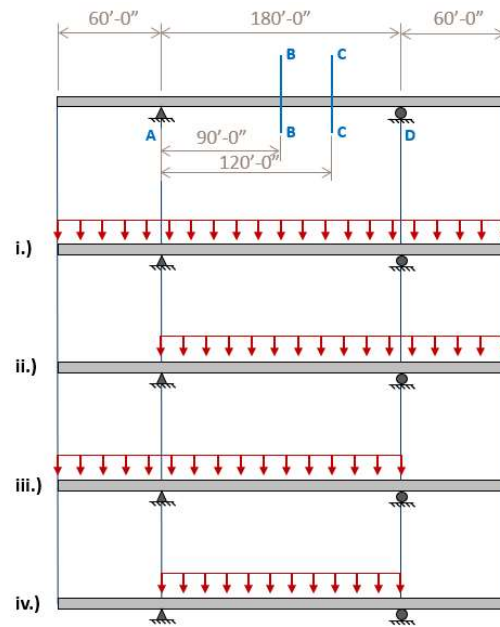 60'-0" 180'-0" 60'-0"
B C
A B C D
90'-0"
120'-0"
i.)
ii.)
iii.)
iv.)